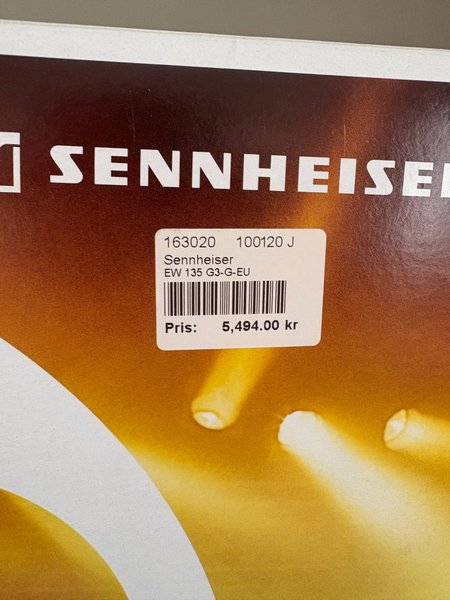 SENNHEISER
163020 100120 J
Sennheiser
EW 135 G3-G-EU
Pris: 5,494.00 kr